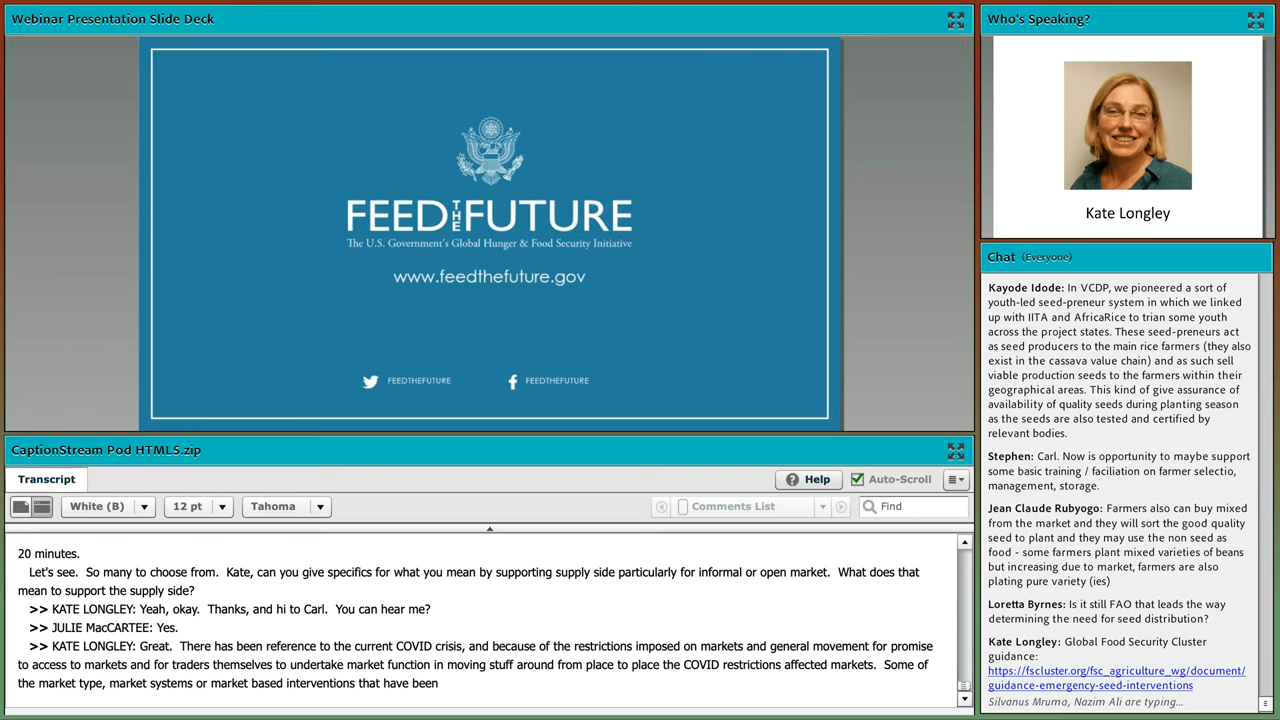 Webinar Presentation Slide Deck
FEED THE FUTURE
The U.S. Government's Global Hunger & Food Security Initiative
www.feedthefuture.gov
FEEDTHEFUTURE
FEEDTHEFUTURE
Who's Speaking?
Kate Longley
Chat (Everyone)
Kayode Idode: In VCDP, we pioneered a sort of
youth-led seed-preneur system in which we linked
up with IITA and AfricaRice to trian some youth
across the project states. These seed-preneurs act
as seed producers to the main rice farmers (they also
exist in the cassava value chain) and as such sell
viable production seeds to the farmers within their
geographical areas. This kind of give assurance of
availability of quality seeds during planting season
as the seeds are also tested and certified by
relevant bodies.
Stephen: Carl. Now is opportunity to maybe support
some basic training / faciliation on farmer selectio,
management, storage.
Jean Claude Rubyogo: Farmers also can buy mixed
from the market and they will sort the good quality
seed to plant and they may use the non seed as
food - some farmers plant mixed varieties of beans
but increasing due to market, farmers are also
plating pure variety (ies)
Loretta Byrnes: Is it still FAO that leads the way
determining the need for seed distribution?
Kate Longley: Global Food Security Cluster
guidance:
https://fscluster.org/fsc_agriculture_wg/document/
guidance-emergency-seed-interventions
Silvanus Mruma, Nazim Ali are typing...
CaptionStream Pod HTML5.zip
Transcript
Help
Auto-Scroll
White (B)
12 pt
Tahoma
Comments List
Find
20 minutes.
Let's see. So many to choose from. Kate, can you give specifics for what you mean by supporting supply side particularly for informal or open market. What does that
mean to support the supply side?
>> KATE LONGLEY: Yeah, okay. Thanks, and hi to Carl. You can hear me?
>> JULIE MacCARTEE: Yes.
>> KATE LONGLEY: Great. There has been reference to the current COVID crisis, and because of the restrictions imposed on markets and general movement for promise
to access to markets and for traders themselves to undertake market function in moving stuff around from place to place the COVID restrictions affected markets. Some of
the market type, market systems or market based interventions that have been